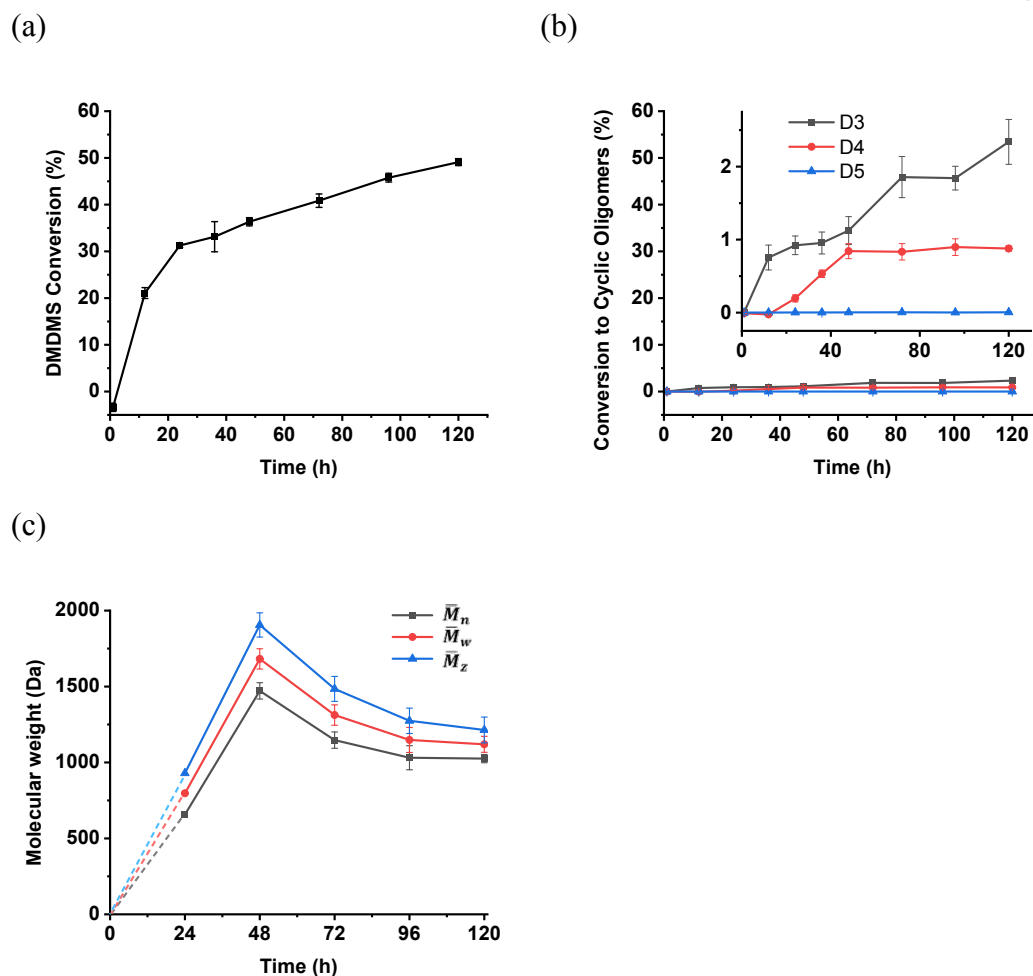 (a)
DMDMS Conversion (%)
60
50
40
30
20
10
0
0 20 40 60 80 100 120
Time (h)
(b)
Conversion to Cyclic Oligomers (%)
60
50
40
30
20
10
0
0 20 40 60 80 100 120
Time (h)
D3
D4
D5
2
1
0
0 40 80 120
(c)
Molecular weight (Da)
2000
1500
1000
500
0
0 24 48 72 96 120
Time (h)
M̅n
M̅w
M̅z